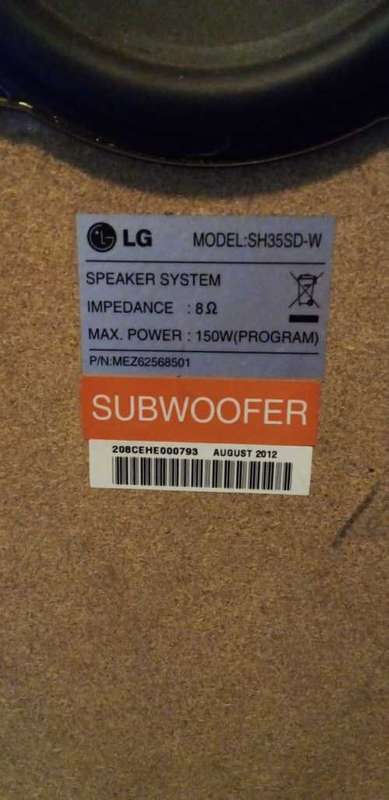 LG MODEL:SH35SD-W
SPEAKER SYSTEM
IMPEDANCE : 8Ω
MAX. POWER : 150W(PROGRAM)
P/N:MEZ62568501
SUBWOOFER
208CEHE000793 AUGUST 2012